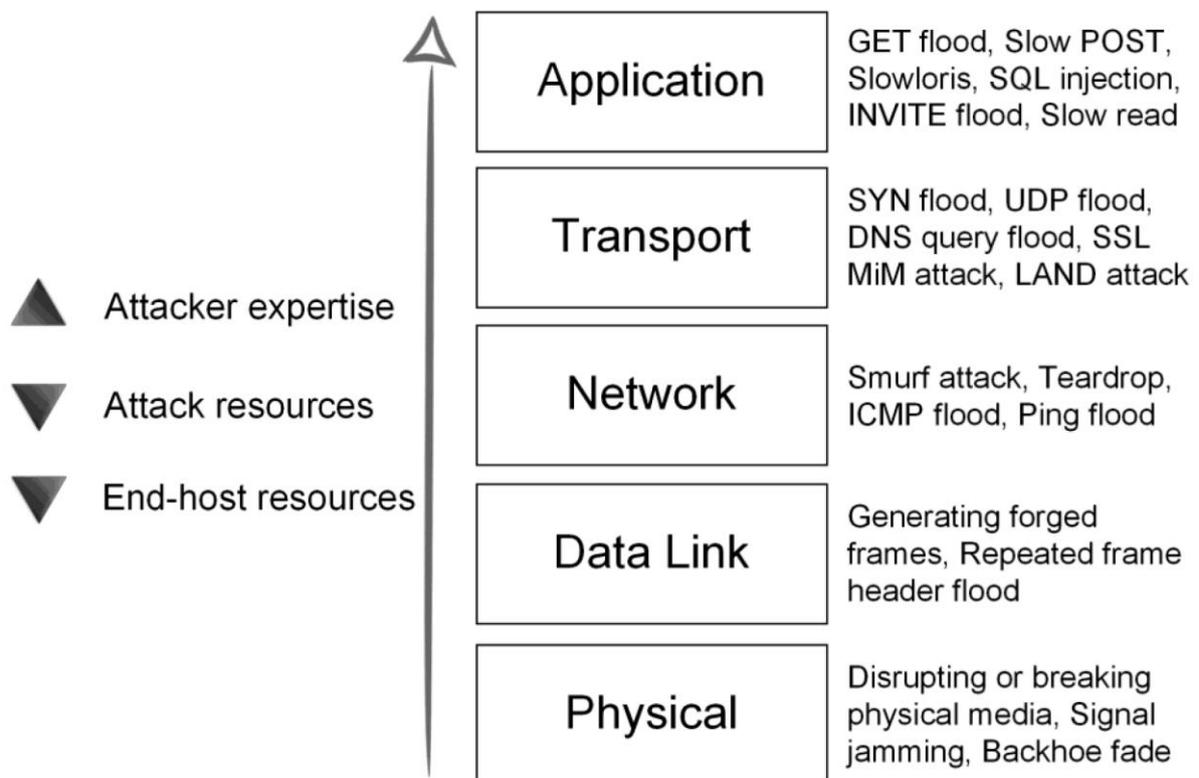 Application
GET flood, Slow POST,
Slowloris, SQL injection,
INVITE flood, Slow read
Transport
SYN flood, UDP flood,
DNS query flood, SSL
MiM attack, LAND attack
Attacker expertise
Attack resources
End-host resources
Network
Smurf attack, Teardrop,
ICMP flood, Ping flood
Data Link
Generating forged
frames, Repeated frame
header flood
Physical
Disrupting or breaking
physical media, Signal
jamming, Backhoe fade